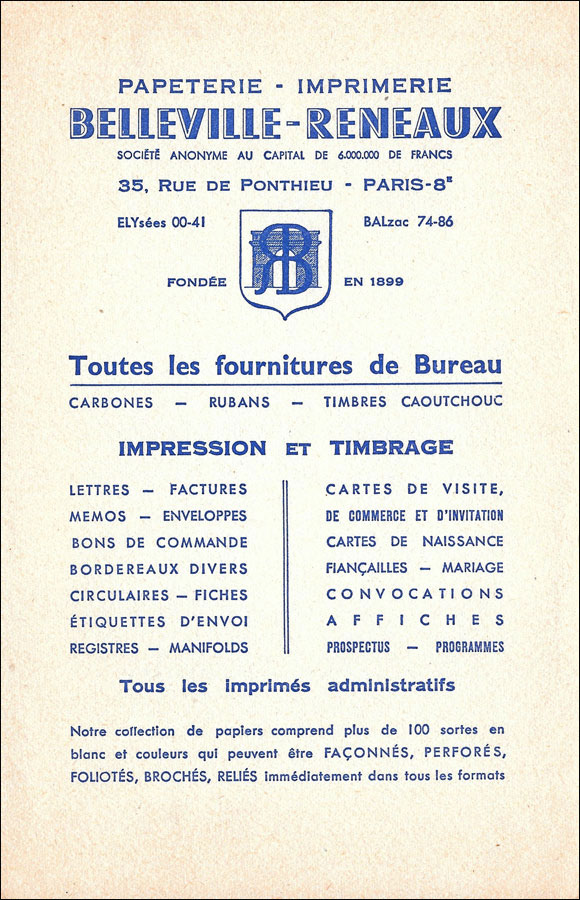 PAPETERIE - IMPRIMERIE
BELLEVILLE-RENEAUX
SOCIÉTÉ ANONYME AU CAPITAL DE 6.000.000 DE FRANCS
35, RUE DE PONTHIEU - PARIS-8E
ELYsées 00-41 BALzac 74-86
RB
FONDÉE EN 1899
Toutes les fournitures de Bureau
CARBONES — RUBANS — TIMBRES CAOUTCHOUC
IMPRESSION ET TIMBRAGE
LETTRES — FACTURES
MEMOS — ENVELOPPES
BONS DE COMMANDE
BORDEREAUX DIVERS
CIRCULAIRES — FICHES
ÉTIQUETTES D'ENVOI
REGISTRES — MANIFOLDS
CARTES DE VISITE,
DE COMMERCE ET D'INVITATION
CARTES DE NAISSANCE
FIANÇAILLES — MARIAGE
CONVOCATIONS
AFFICHES
PROSPECTUS — PROGRAMMES
Tous les imprimés administratifs
Notre collection de papiers comprend plus de 100 sortes en
blanc et couleurs qui peuvent être FAÇONNÉS, PERFORÉS,
FOLIOTÉS, BROCHÉS, RELIÉS immédiatement dans tous les formats